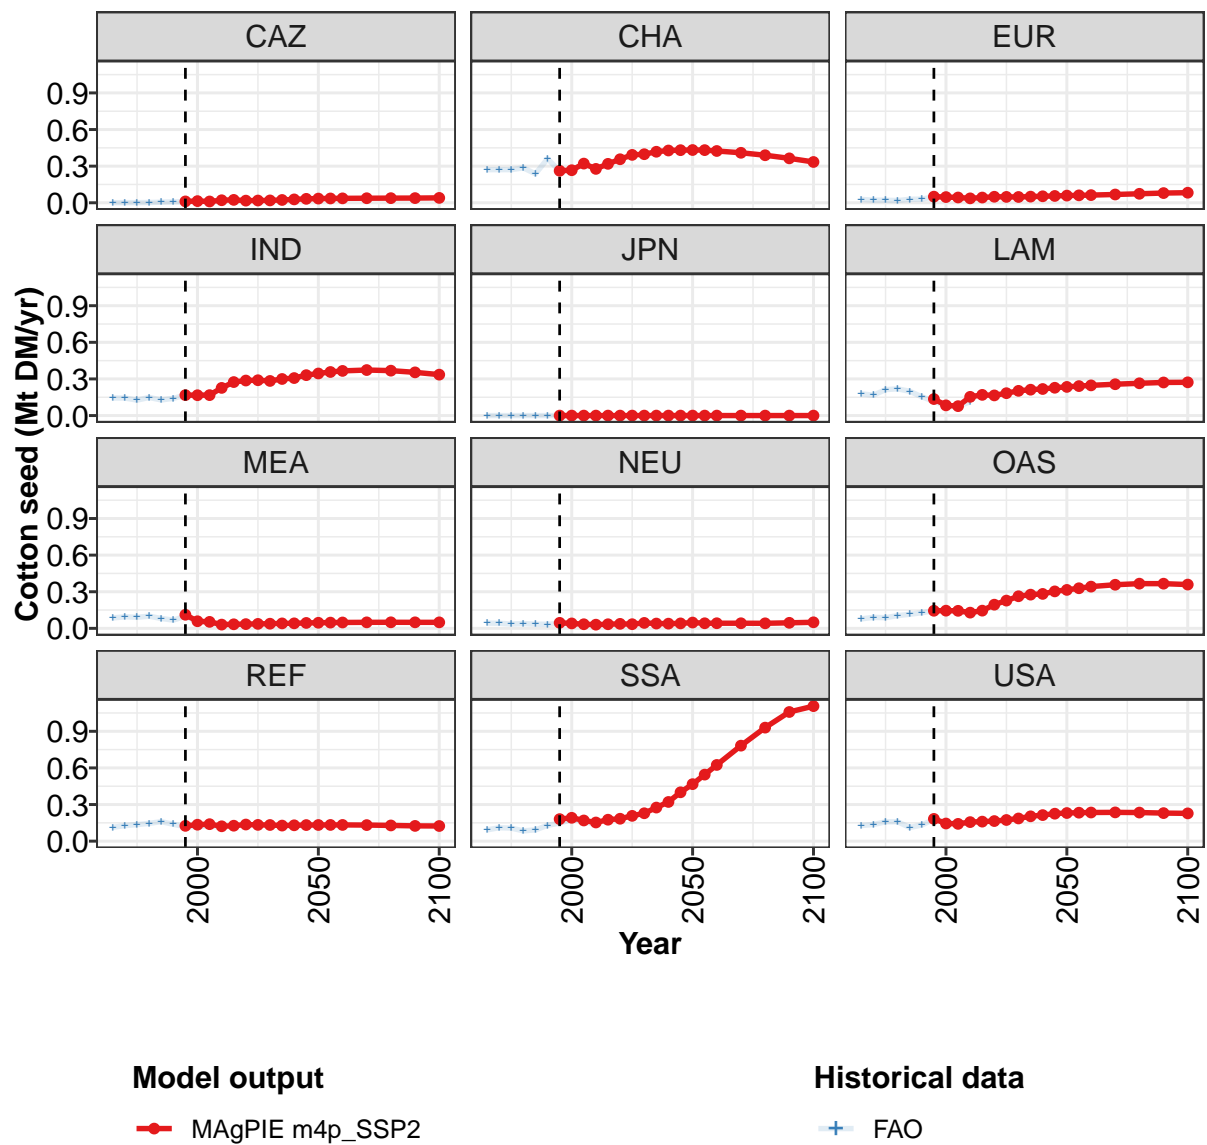 CAZ CHA EUR
0.9
0.6
0.3
0.0
IND JPN LAM
0.9
0.6
0.3
0.0
MEA NEU OAS
0.9
0.6
0.3
0.0
REF SSA USA
0.9
0.6
0.3
0.0
Cotton seed (Mt DM/yr)
2000 2050 2100 2000 2050 2100 2000 2050 2100
Year
Model output Historical data
MAgPIE m4p_SSP2 FAO